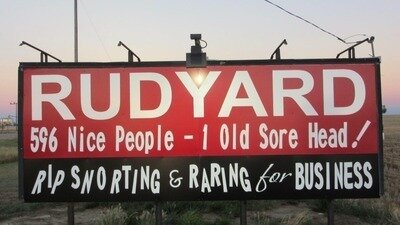 RUDYARD
596 Nice People - 1 Old Sore Head!
RIP SNORTING & RARING for BUSINESS